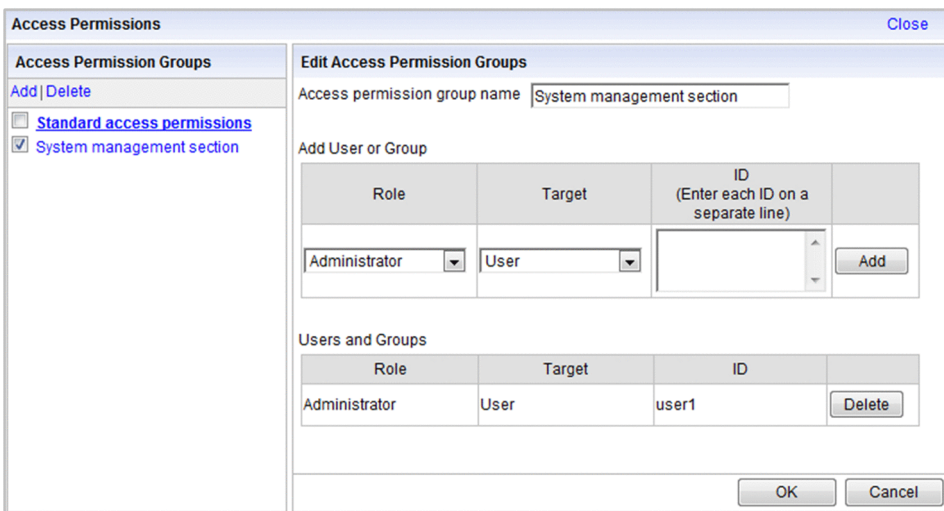 Access Permissions Close
Access Permission Groups
Add|Delete
Standard access permissions
System management section
Edit Access Permission Groups
Access permission group name System management section
Add User or Group
Role Target ID
(Enter each ID on a
separate line)
Administrator User Add
Users and Groups
Role Target ID
Administrator User user1 Delete
OK Cancel